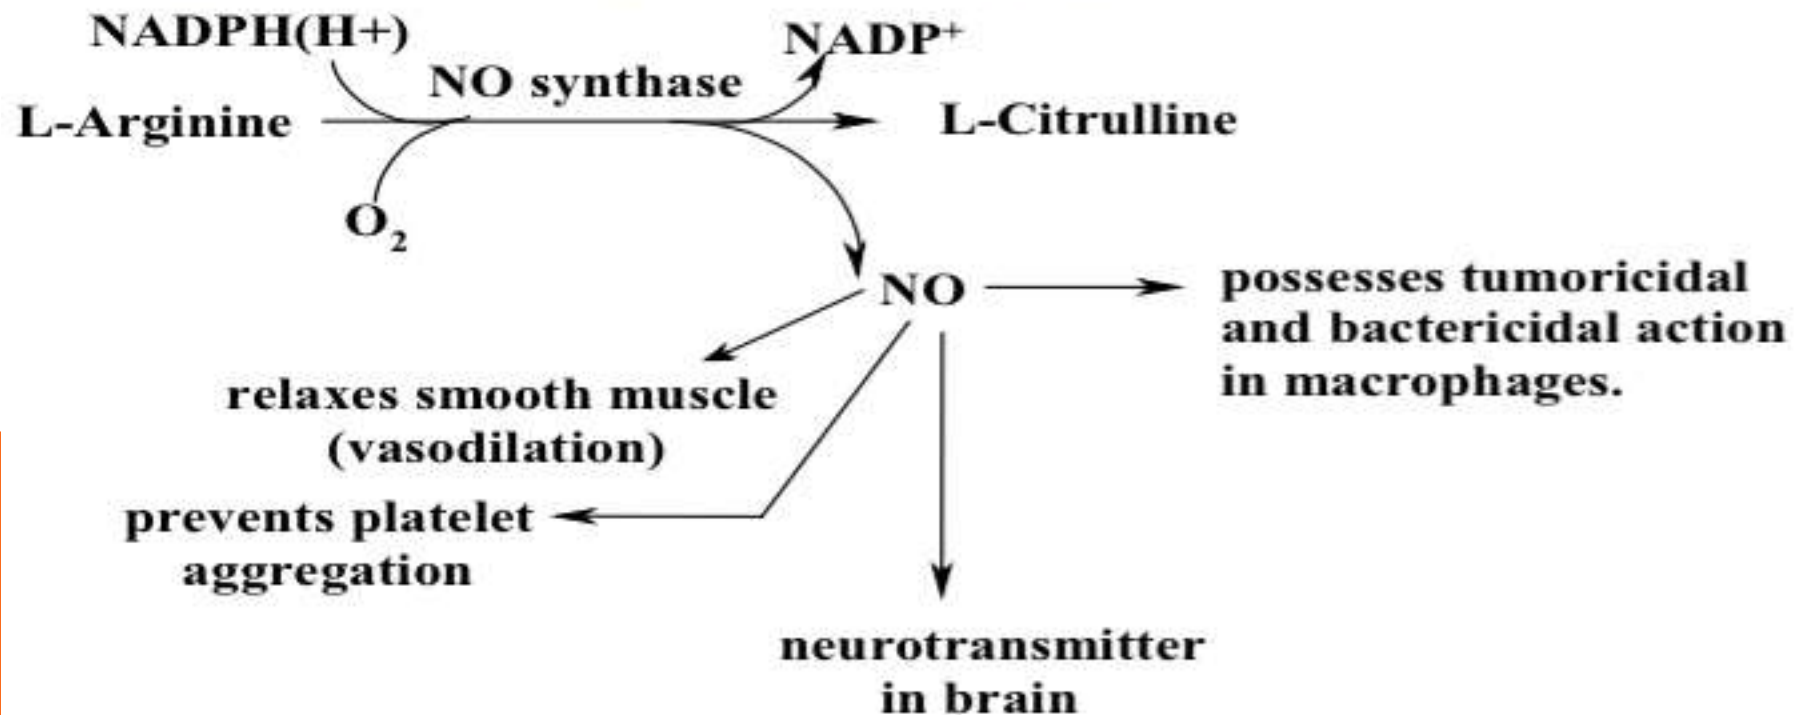 NADPH(H+)
NADP⁺
NO synthase
L-Arginine
L-Citrulline
O₂
NO
possesses tumoricidal
and bactericidal action
in macrophages.
relaxes smooth muscle
(vasodilation)
prevents platelet
aggregation
neurotransmitter
in brain